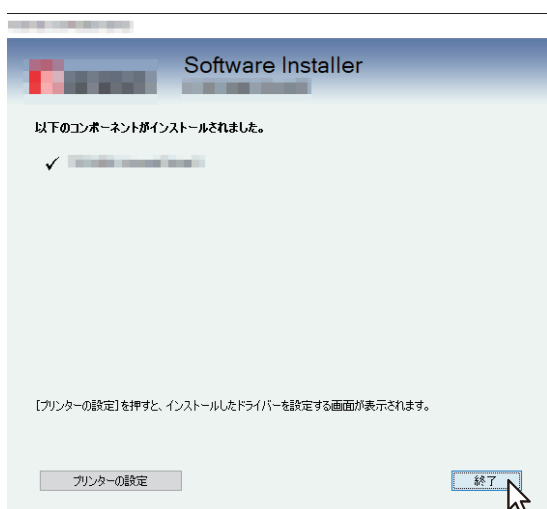 Software Installer
以下のコンポーネントがインストールされました。
[プリンターの設定]を押すと、インストールしたドライバーを設定する画面が表示されます。
プリンターの設定
終了